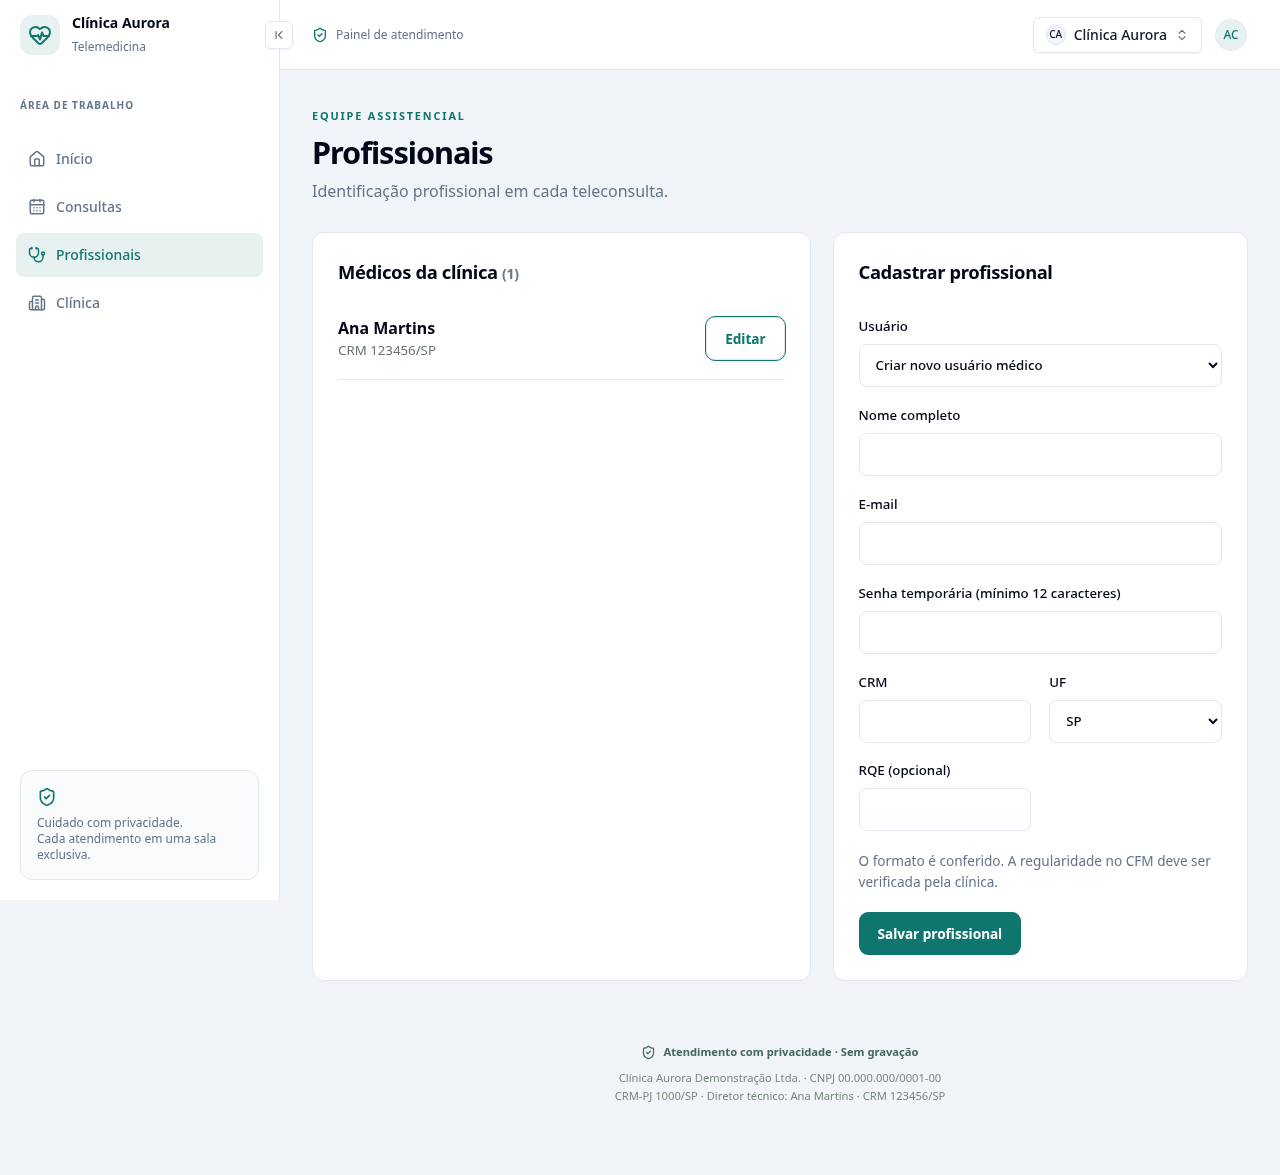 Clínica Aurora
Telemedicina
ÁREA DE TRABALHO
Início
Consultas
Profissionais
Clínica
Cuidado com privacidade.
Cada atendimento em uma sala
exclusiva.
Painel de atendimento
CA Clínica Aurora
AC
EQUIPE ASSISTENCIAL
Profissionais
Identificação profissional em cada teleconsulta.
Médicos da clínica (1)
Ana Martins
CRM 123456/SP
Editar
Cadastrar profissional
Usuário
Criar novo usuário médico
Nome completo
E-mail
Senha temporária (mínimo 12 caracteres)
CRM UF
SP
RQE (opcional)
O formato é conferido. A regularidade no CFM deve ser
verificada pela clínica.
Salvar profissional
Atendimento com privacidade · Sem gravação
Clínica Aurora Demonstração Ltda. · CNPJ 00.000.000/0001-00
CRM-PJ 1000/SP · Diretor técnico: Ana Martins · CRM 123456/SP